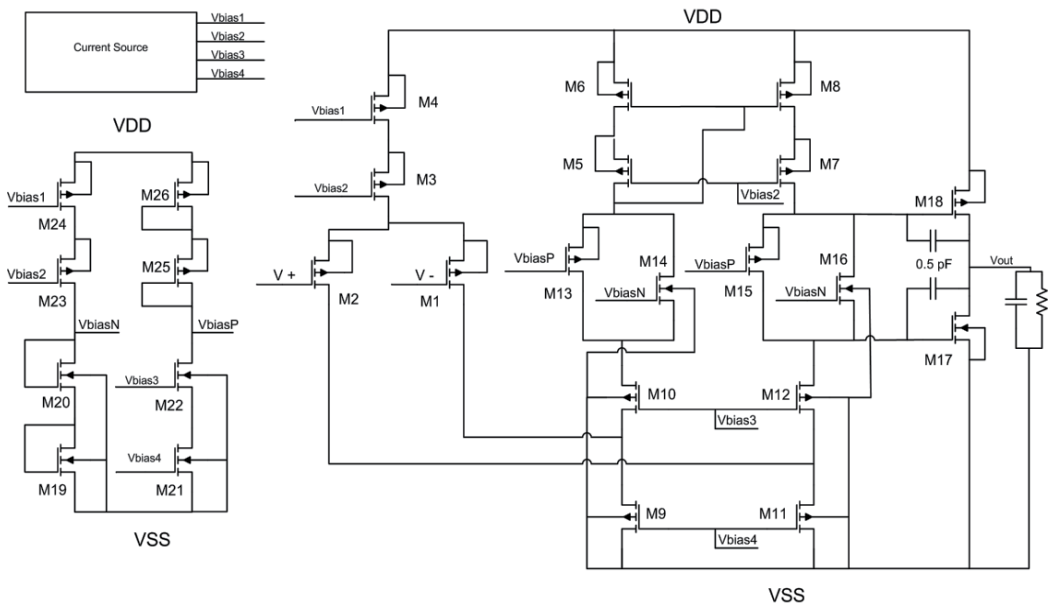 Current Source
Vbias1
Vbias2
Vbias3
Vbias4
VDD
Vbias1
M24
M26
Vbias2
M23
M25
VbiasN
VbiasP
M20
Vbias3
M22
M19
Vbias4
M21
VSS
VDD
Vbias1
M4
Vbias2
M3
M6
M8
M5
M7
Vbias2
V +
M2
V -
M1
VbiasP
M13
M14
VbiasN
VbiasP
M15
M16
VbiasN
M18
0.5 pF
Vout
M17
M10
M12
Vbias3
M9
M11
Vbias4
VSS